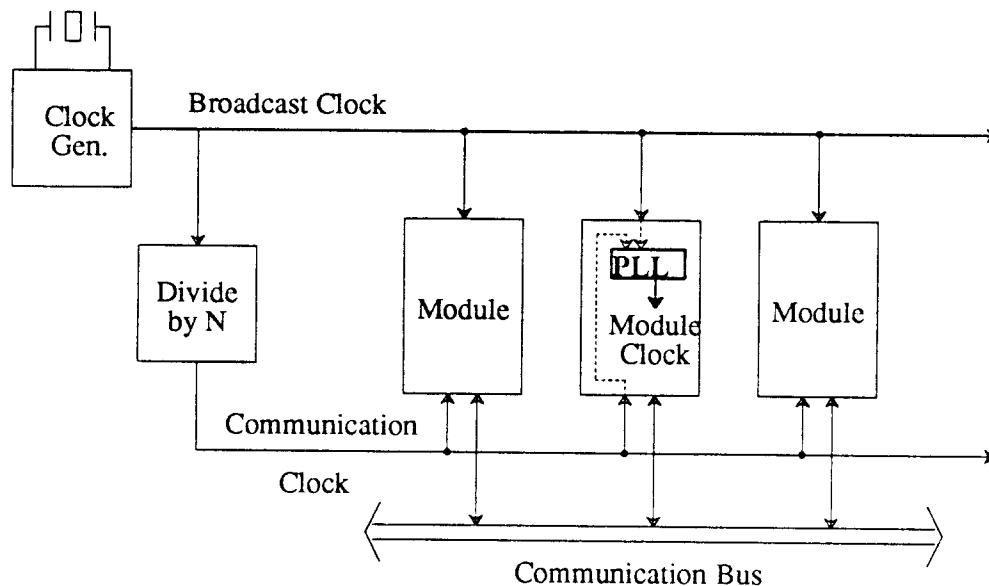 Clock
Gen.
Broadcast Clock
Divide
by N
Module
PLL
Module
Clock
Module
Communication
Clock
Communication Bus